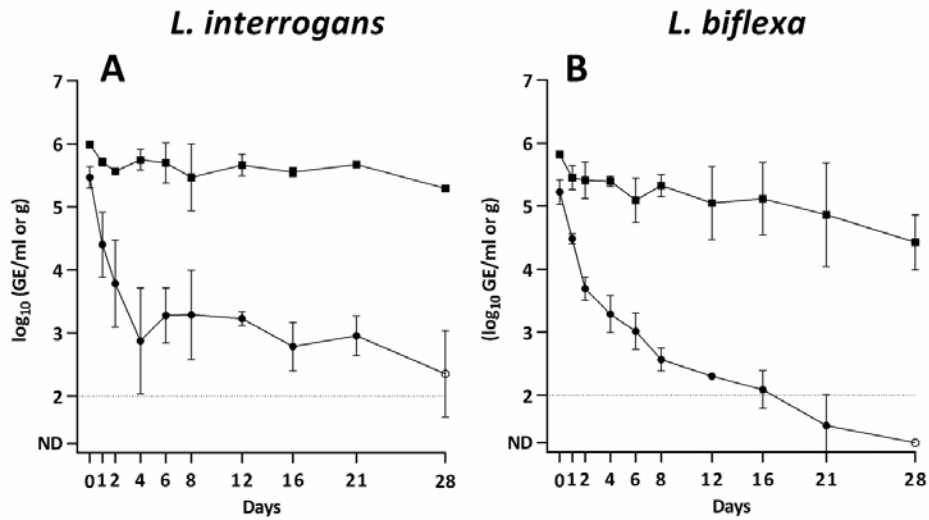 L. interrogans
L. biflexa
A
7
6
5
4
3
2
ND
log10 (GE/ml or g)
0 1 2 4 6 8 12 16 21 28
Days
B
7
6
5
4
3
2
ND
(log10 GE/ml or g)
0 1 2 4 6 8 12 16 21 28
Days